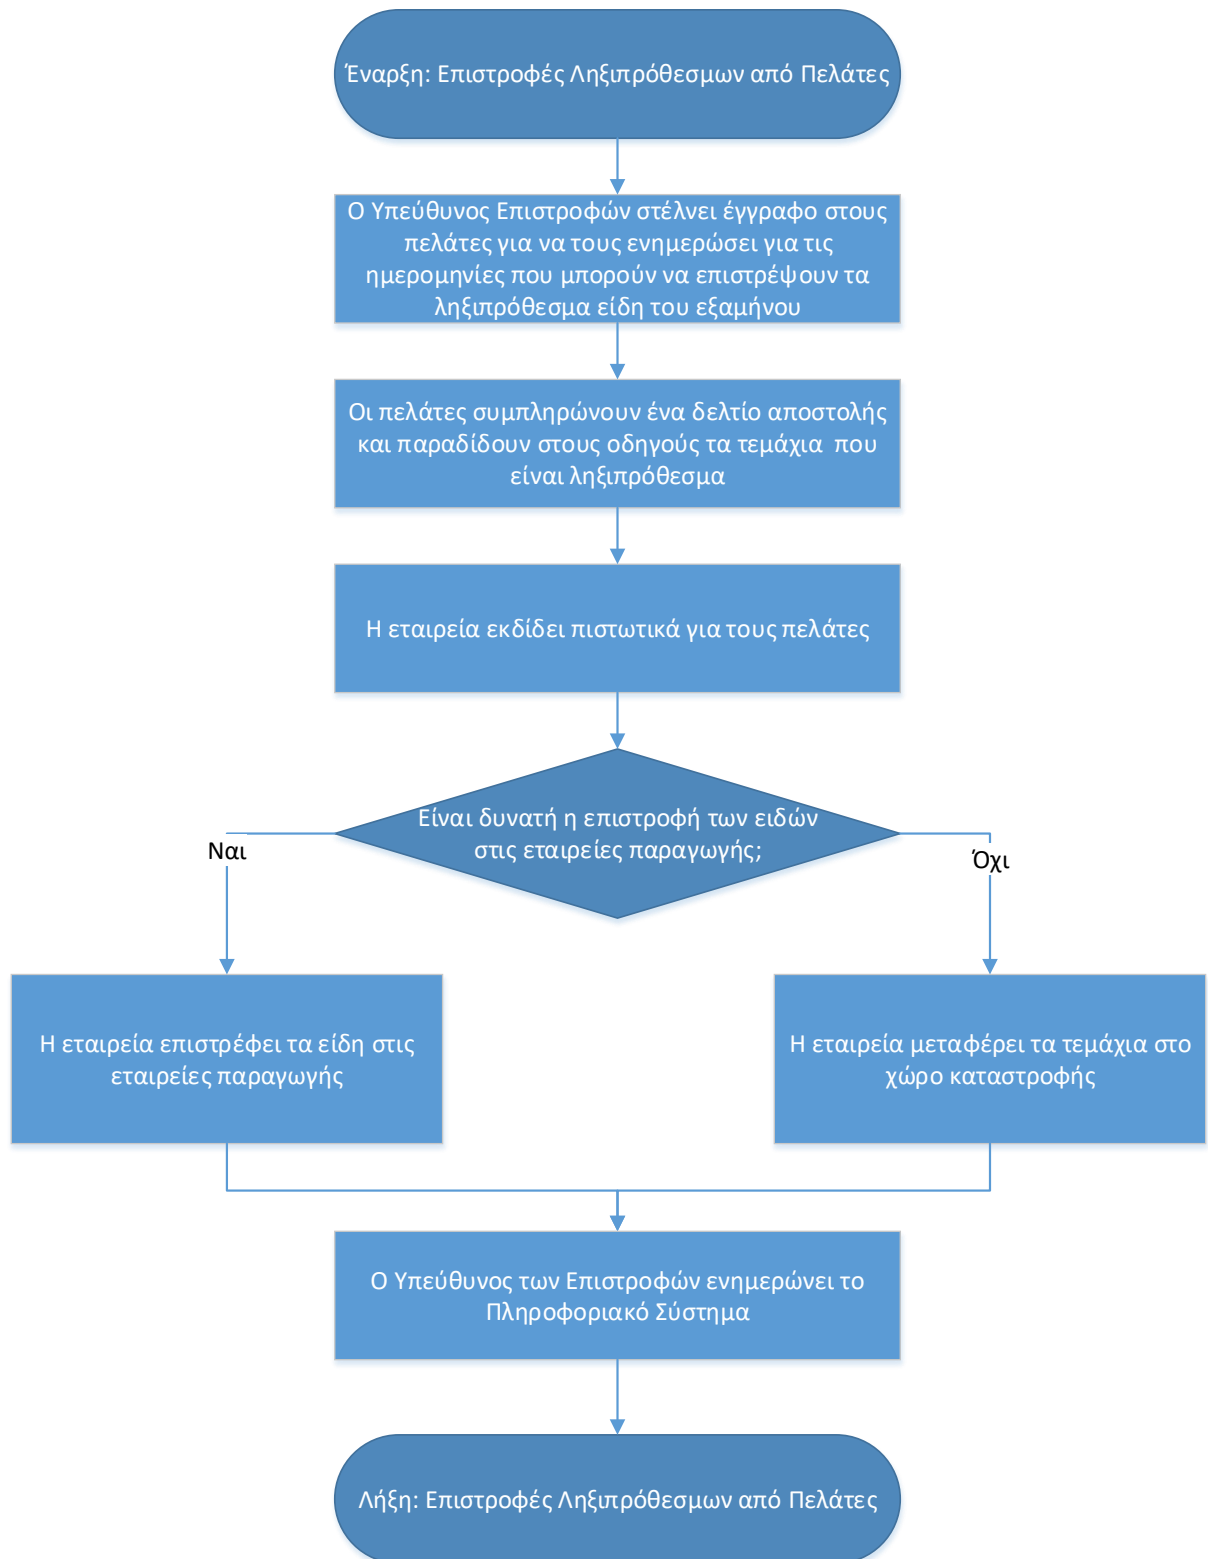 Έναρξη: Επιστροφές Ληξιπρόθεσμων από Πελάτες
Ο Υπεύθυνος Επιστροφών στέλνει έγγραφο στους
πελάτες για να τους ενημερώσει για τις
ημερομηνίες που μπορούν να επιστρέψουν τα
ληξιπρόθεσμα είδη του εξαμήνου
Οι πελάτες συμπληρώνουν ένα δελτίο αποστολής
και παραδίδουν στους οδηγούς τα τεμάχια που
είναι ληξιπρόθεσμα
Η εταιρεία εκδίδει πιστωτικά για τους πελάτες
Είναι δυνατή η επιστροφή των ειδών
στις εταιρείες παραγωγής;
Ναι
Όχι
Η εταιρεία επιστρέφει τα είδη στις
εταιρείες παραγωγής
Η εταιρεία μεταφέρει τα τεμάχια στο
χώρο καταστροφής
Ο Υπεύθυνος των Επιστροφών ενημερώνει το
Πληροφοριακό Σύστημα
Λήξη: Επιστροφές Ληξιπρόθεσμων από Πελάτες